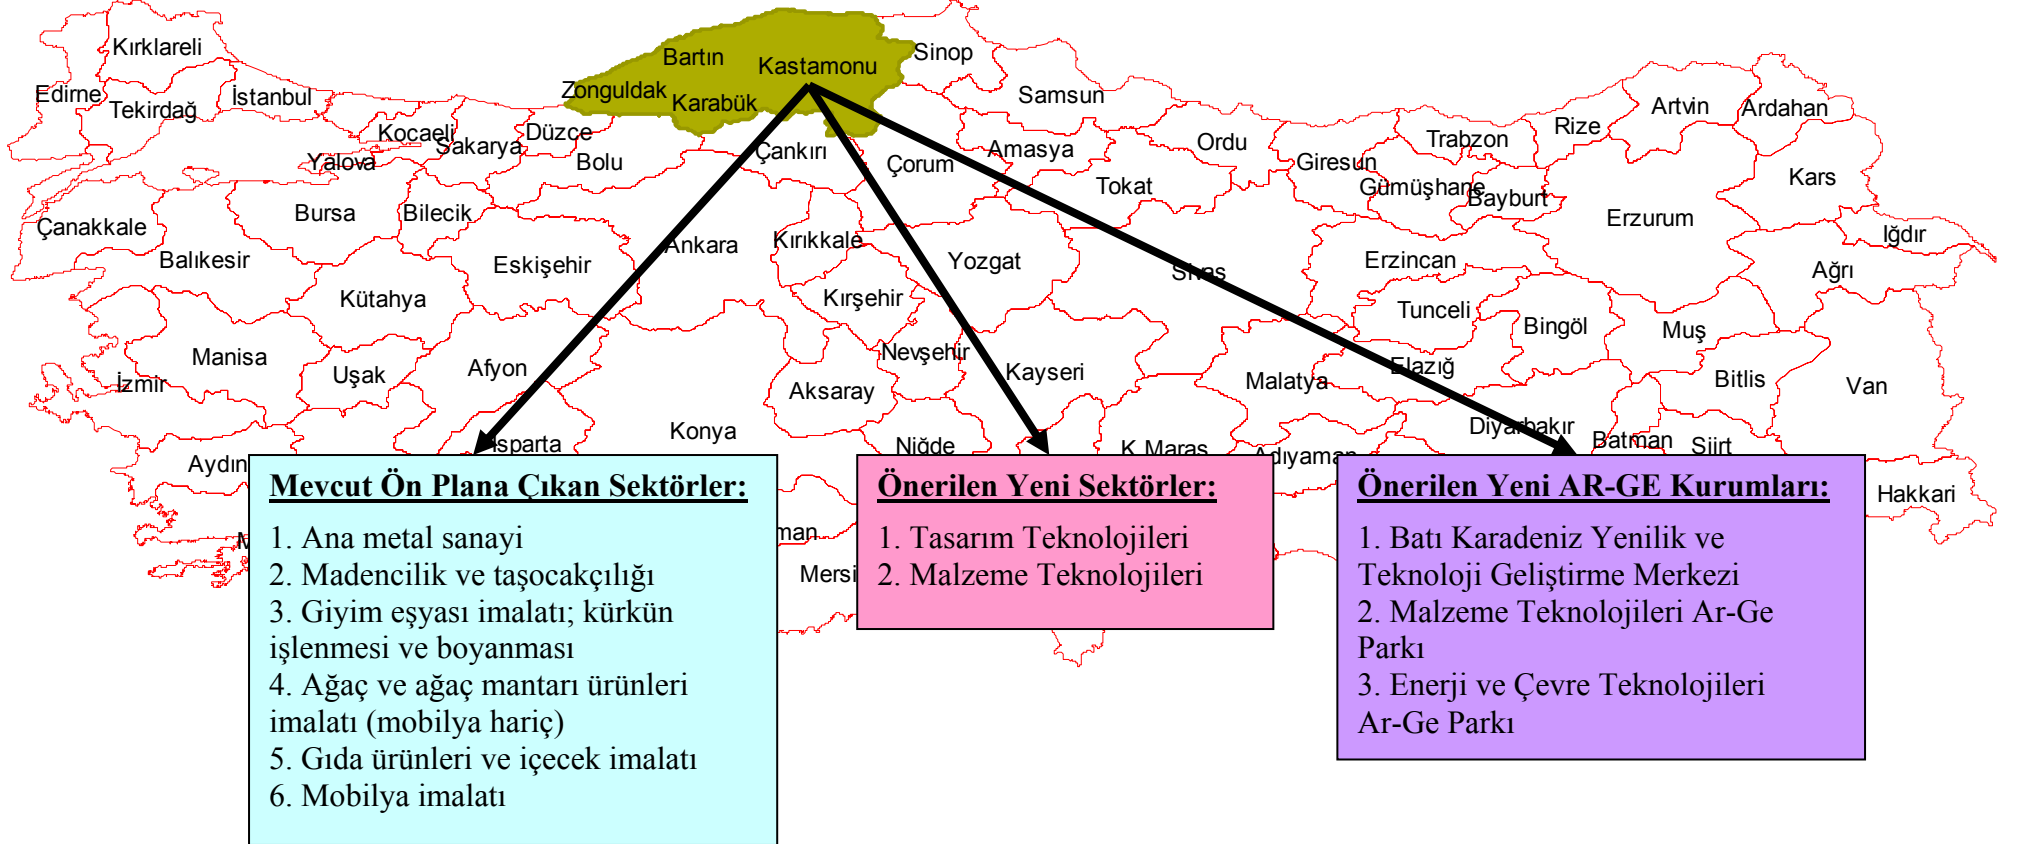 Kırklareli
Edirne
Tekirdağ
İstanbul
Kocaeli
Yalova
Sakarya
Düzce
Bolu
Zonguldak
Bartın
Karabük
Kastamonu
Sinop
Çankırı
Samsun
Çorum
Amasya
Tokat
Ordu
Giresun
Trabzon
Gümüşhane
Bayburt
Rize
Artvin
Ardahan
Kars
Erzurum
Iğdır
Çanakkale
Balıkesir
Bursa
Bilecik
Kütahya
Eskişehir
Ankara
Kırıkkale
Kırşehir
Yozgat
Sivas
Erzincan
Tunceli
Bingöl
Muş
Ağrı
Manisa
İzmir
Uşak
Afyon
Nevşehir
Aksaray
Kayseri
Malatya
Elazığ
Bitlis
Van
Aydın
Isparta
Konya
Niğde
K.Maraş
Adıyaman
Diyarbakır
Batman
Siirt
Hakkari
M
man
Mersi
Mevcut Ön Plana Çıkan Sektörler:
1. Ana metal sanayi
2. Madencilik ve taşocakçılığı
3. Giyim eşyası imalatı; kürkün
işlenmesi ve boyanması
4. Ağaç ve ağaç mantarı ürünleri
imalatı (mobilya hariç)
5. Gıda ürünleri ve içecek imalatı
6. Mobilya imalatı
Önerilen Yeni Sektörler:
1. Tasarım Teknolojileri
2. Malzeme Teknolojileri
Önerilen Yeni AR-GE Kurumları:
1. Batı Karadeniz Yenilik ve
Teknoloji Geliştirme Merkezi
2. Malzeme Teknolojileri Ar-Ge
Parkı
3. Enerji ve Çevre Teknolojileri
Ar-Ge Parkı